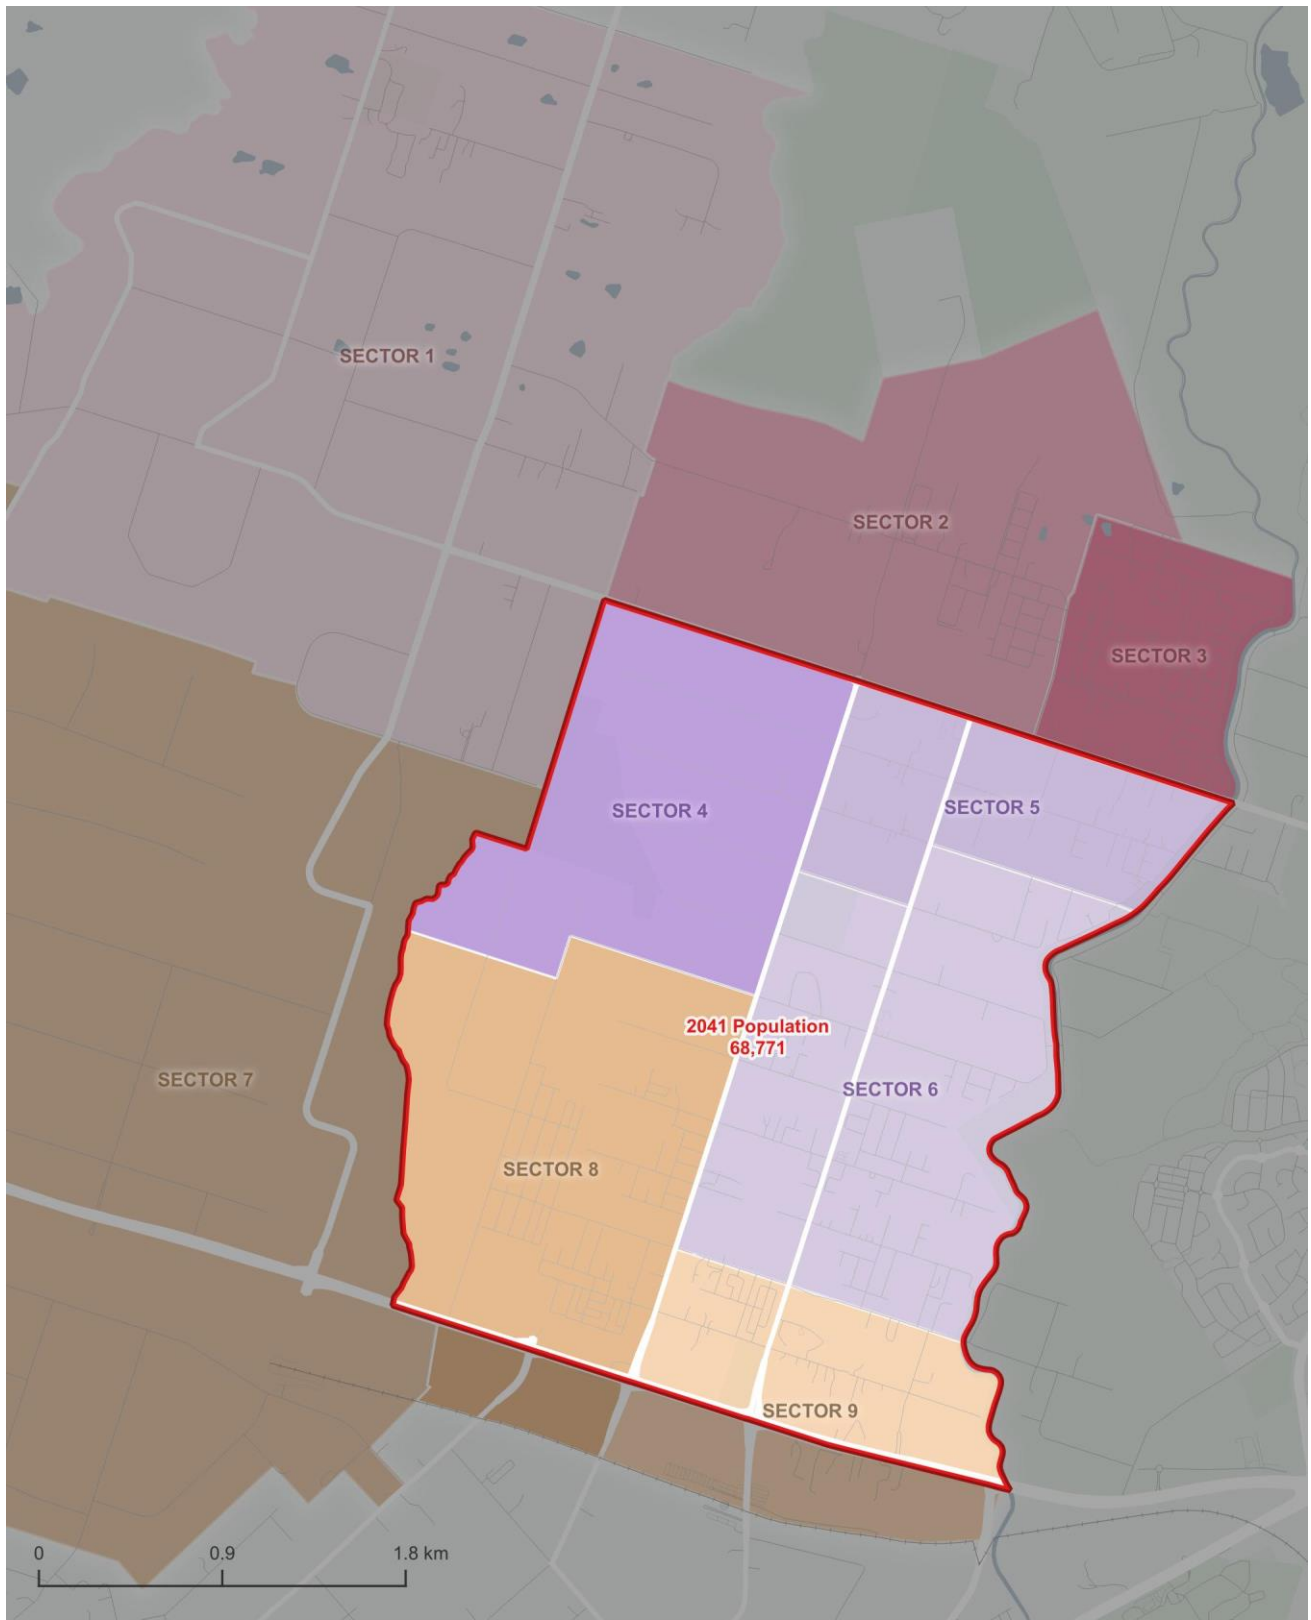 SECTOR 1
SECTOR 2
SECTOR 3
SECTOR 4
SECTOR 5
2041 Population
68,771
SECTOR 7
SECTOR 6
SECTOR 8
SECTOR 9
0 0.9 1.8 km